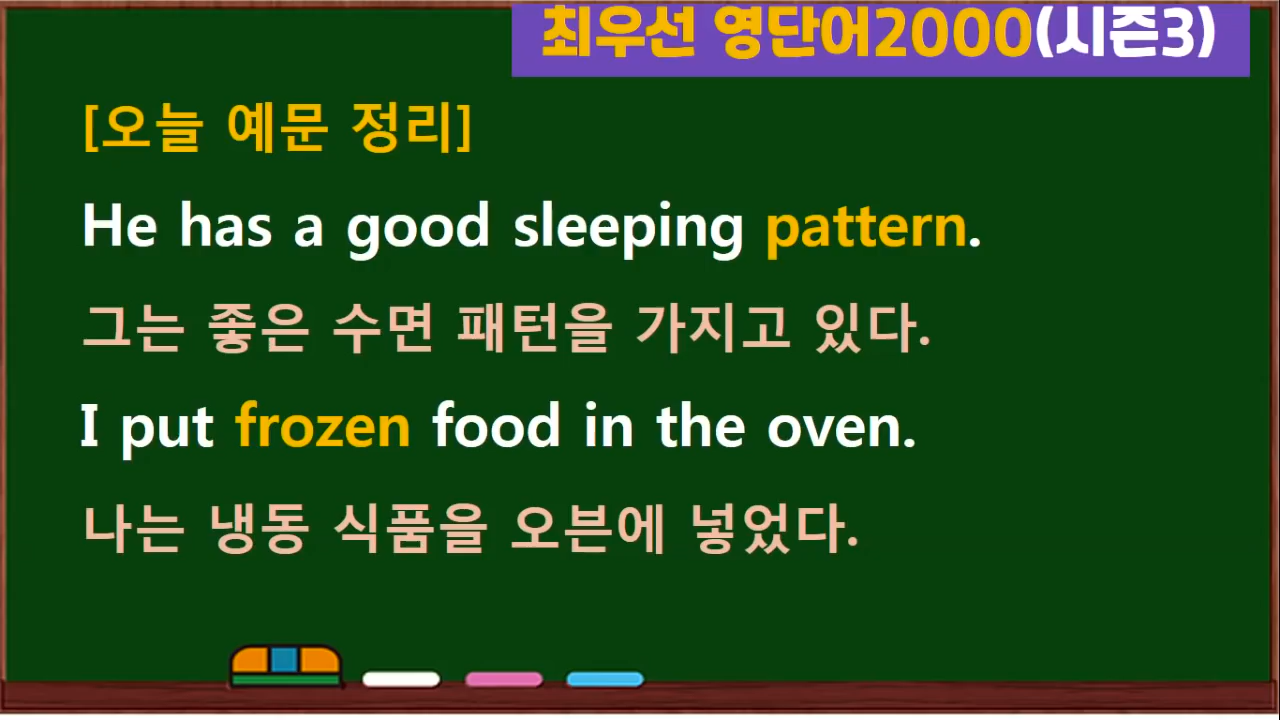 최우선 영단어2000(시즌3)
[오늘 예문 정리]
He has a good sleeping pattern.
그는 좋은 수면 패턴을 가지고 있다.
I put frozen food in the oven.
나는 냉동 식품을 오븐에 넣었다.